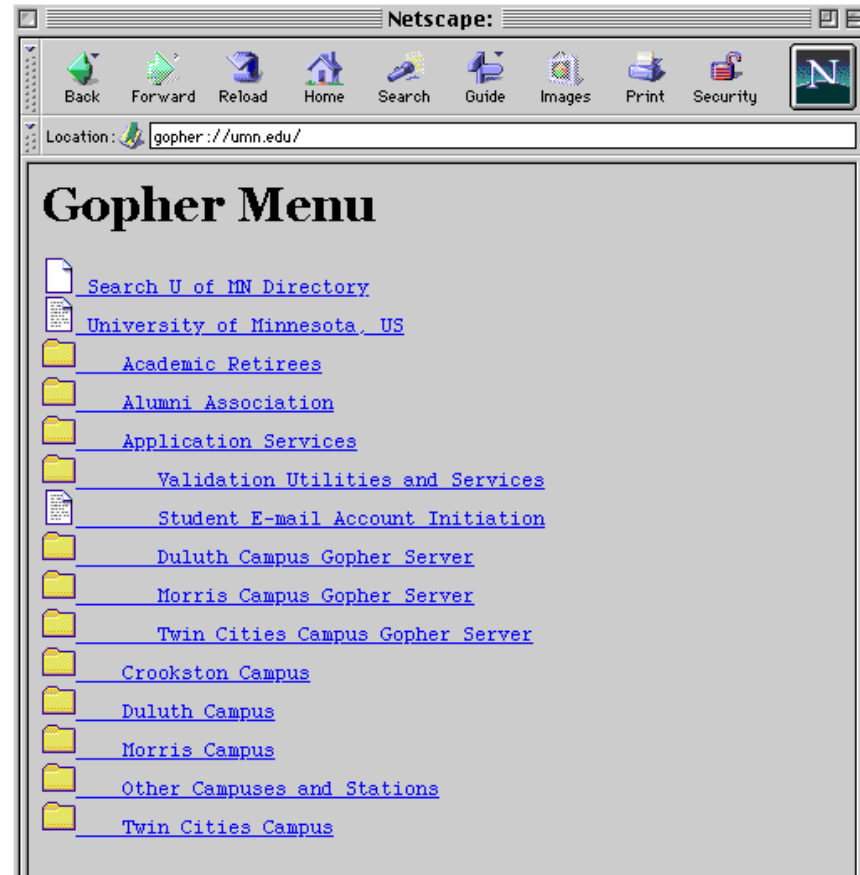 Netscape:
Back Forward Reload Home Search Guide Images Print Security N
Location: gopher://umn.edu/
Gopher Menu
Search U of MN Directory
University of Minnesota, US
Academic Retirees
Alumni Association
Application Services
Validation Utilities and Services
Student E-mail Account Initiation
Duluth Campus Gopher Server
Morris Campus Gopher Server
Twin Cities Campus Gopher Server
Crookston Campus
Duluth Campus
Morris Campus
Other Campuses and Stations
Twin Cities Campus